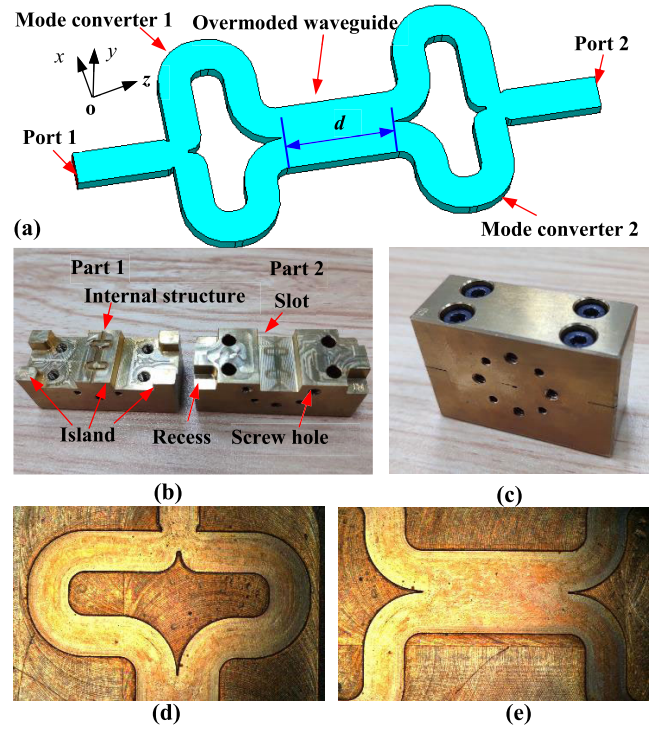 Mode converter 1
Overmoded waveguide
Port 2
x
y
z
o
d
Port 1
Mode converter 2
(a)
Part 1
Part 2
Internal structure
Slot
Island
Recess
Screw hole
(b)
(c)
(d)
(e)